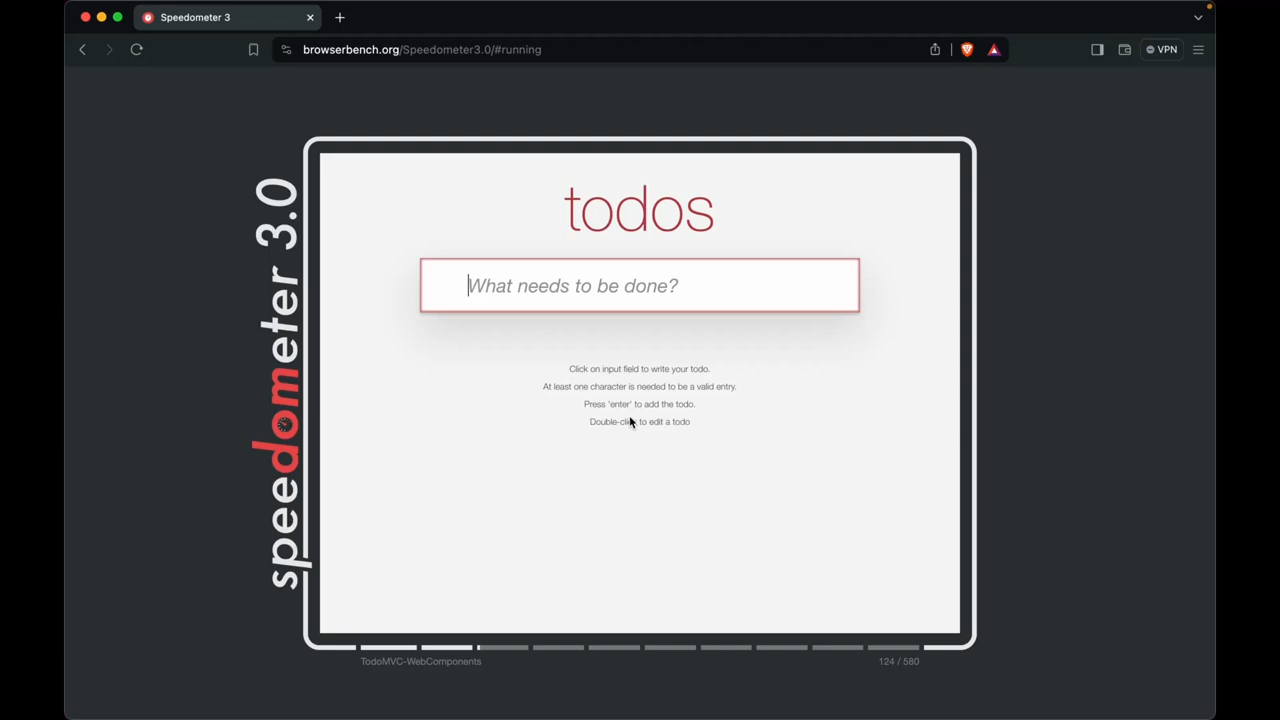 Speedometer 3
browserbench.org/Speedometer3.0/#running
VPN
speedometer 3.0
todos
What needs to be done?
Click on input field to write your todo.
At least one character is needed to be a valid entry.
Press 'enter' to add the todo.
Double-click to edit a todo
TodoMVC-WebComponents
124 / 580